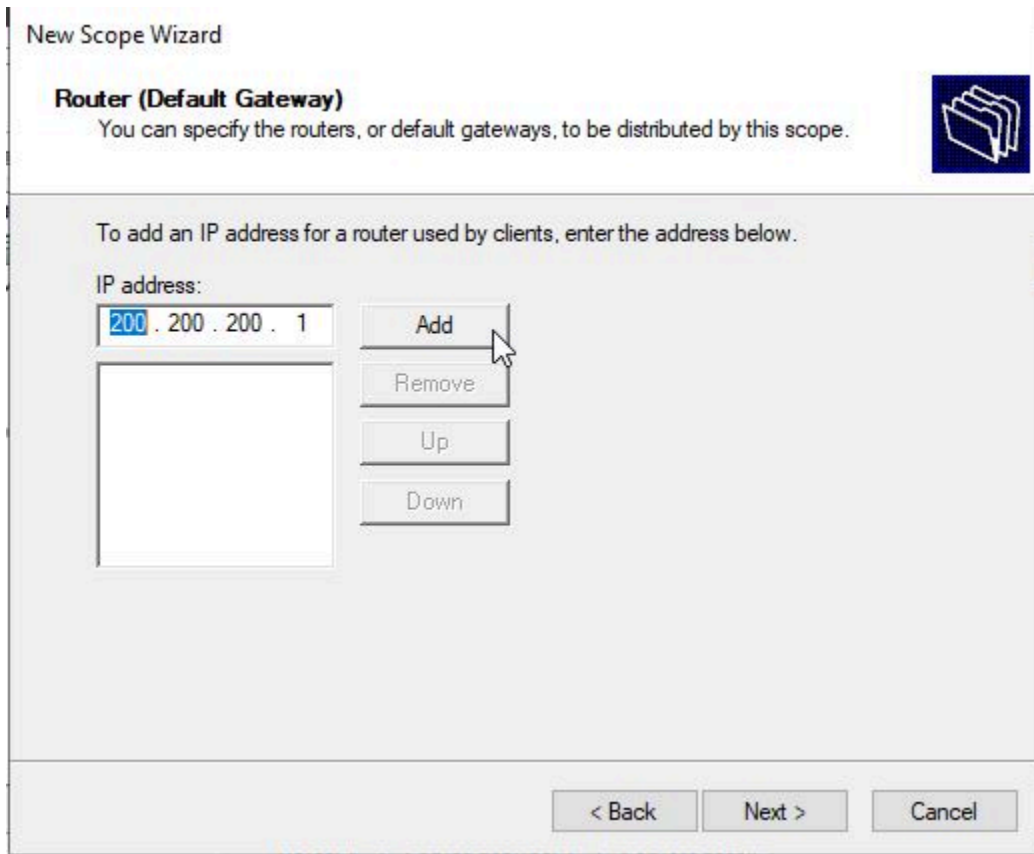 New Scope Wizard
Router (Default Gateway)
You can specify the routers, or default gateways, to be distributed by this scope.
To add an IP address for a router used by clients, enter the address below.
IP address:
200 . 200 . 200 . 1
Add
Remove
Up
Down
< Back
Next >
Cancel